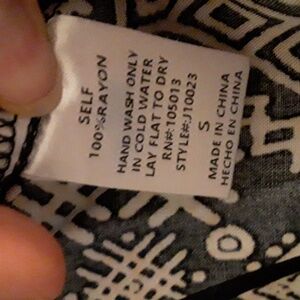 SELF
100%RAYON
HAND WASH ONLY
IN COLD WATER
LAY FLAT TO DRY
RN#:105013
STYLE#:J10023
S
MADE IN CHINA
HECHO EN CHINA